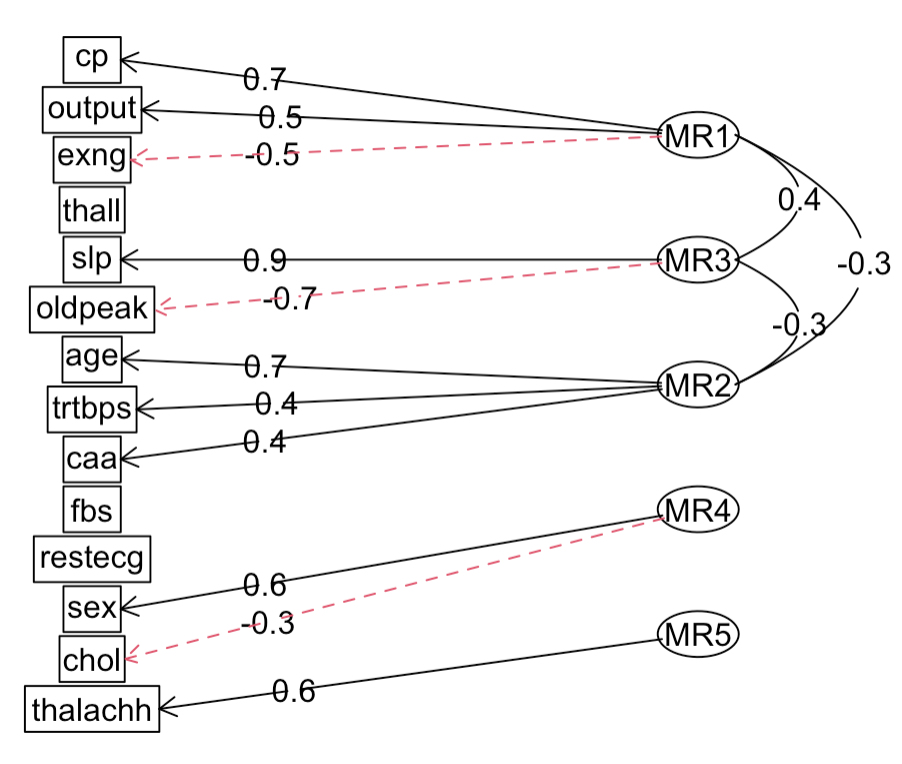 cp
0.7
output
0.5
MR1
exng
-0.5
thall
0.4
slp
0.9
MR3
-0.3
oldpeak
-0.7
-0.3
age
0.7
MR2
trtbps
0.4
caa
0.4
fbs
MR4
restecg
sex
0.6
-0.3
MR5
chol
thalachh
0.6